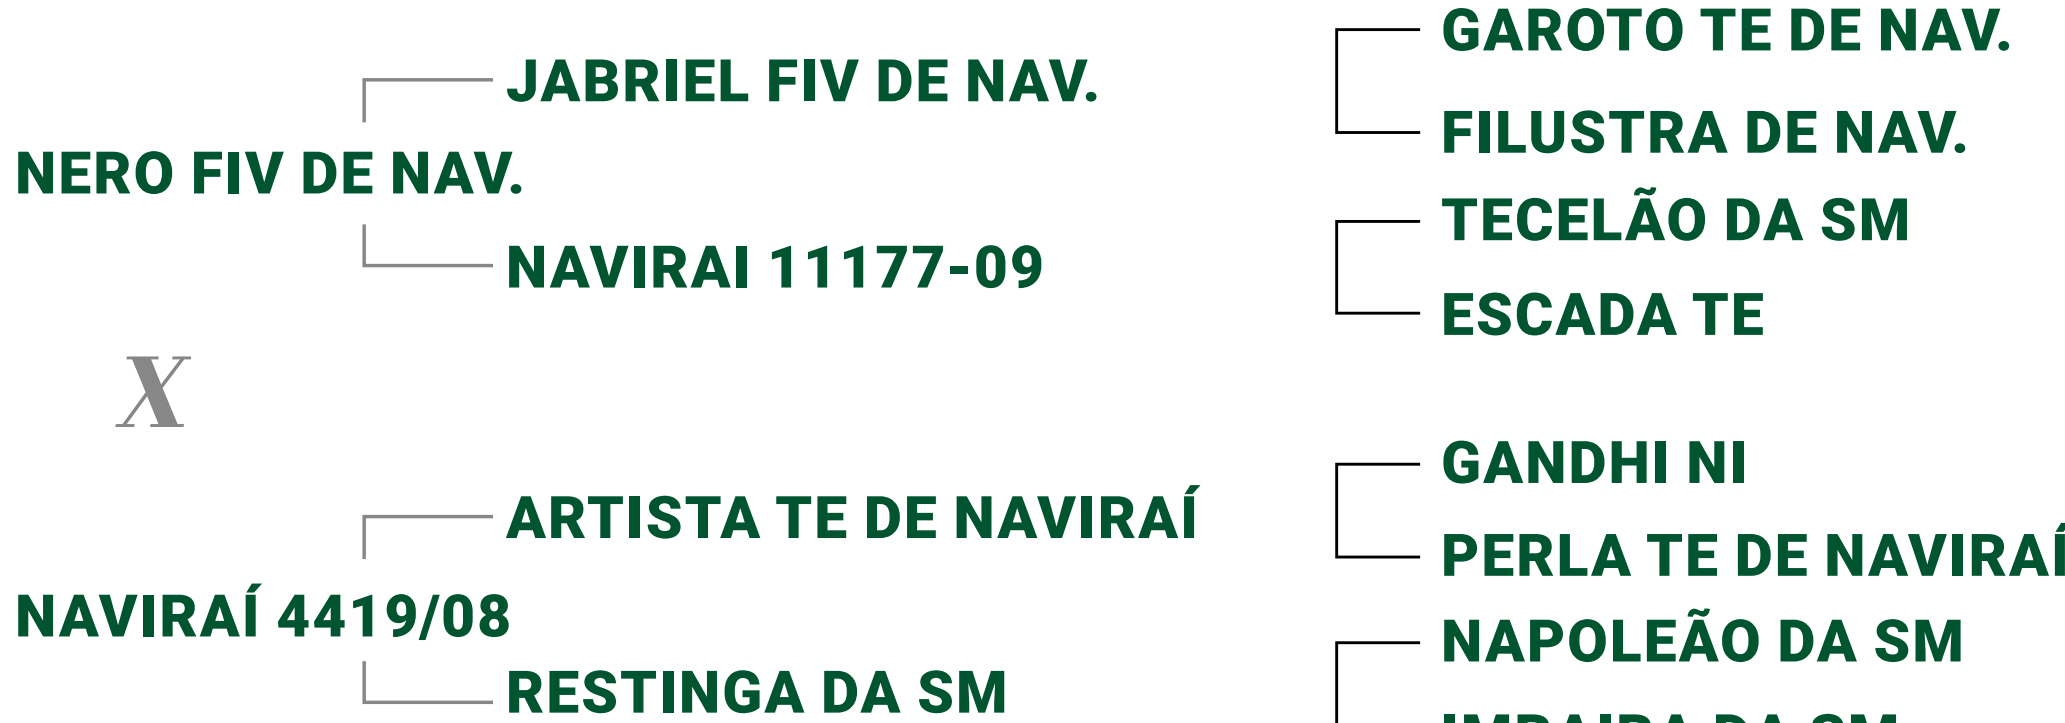 GAROTO TE DE NAV.
JABRIEL FIV DE NAV.
FILUSTRA DE NAV.
NERO FIV DE NAV.
TECELÃO DA SM
NAVIRAI 11177-09
ESCADA TE
X
GANDHI NI
ARTISTA TE DE NAVIRAÍ
PERLA TE DE NAVIRAÍ
NAVIRAÍ 4419/08
NAPOLEÃO DA SM
RESTINGA DA SM
DA SM